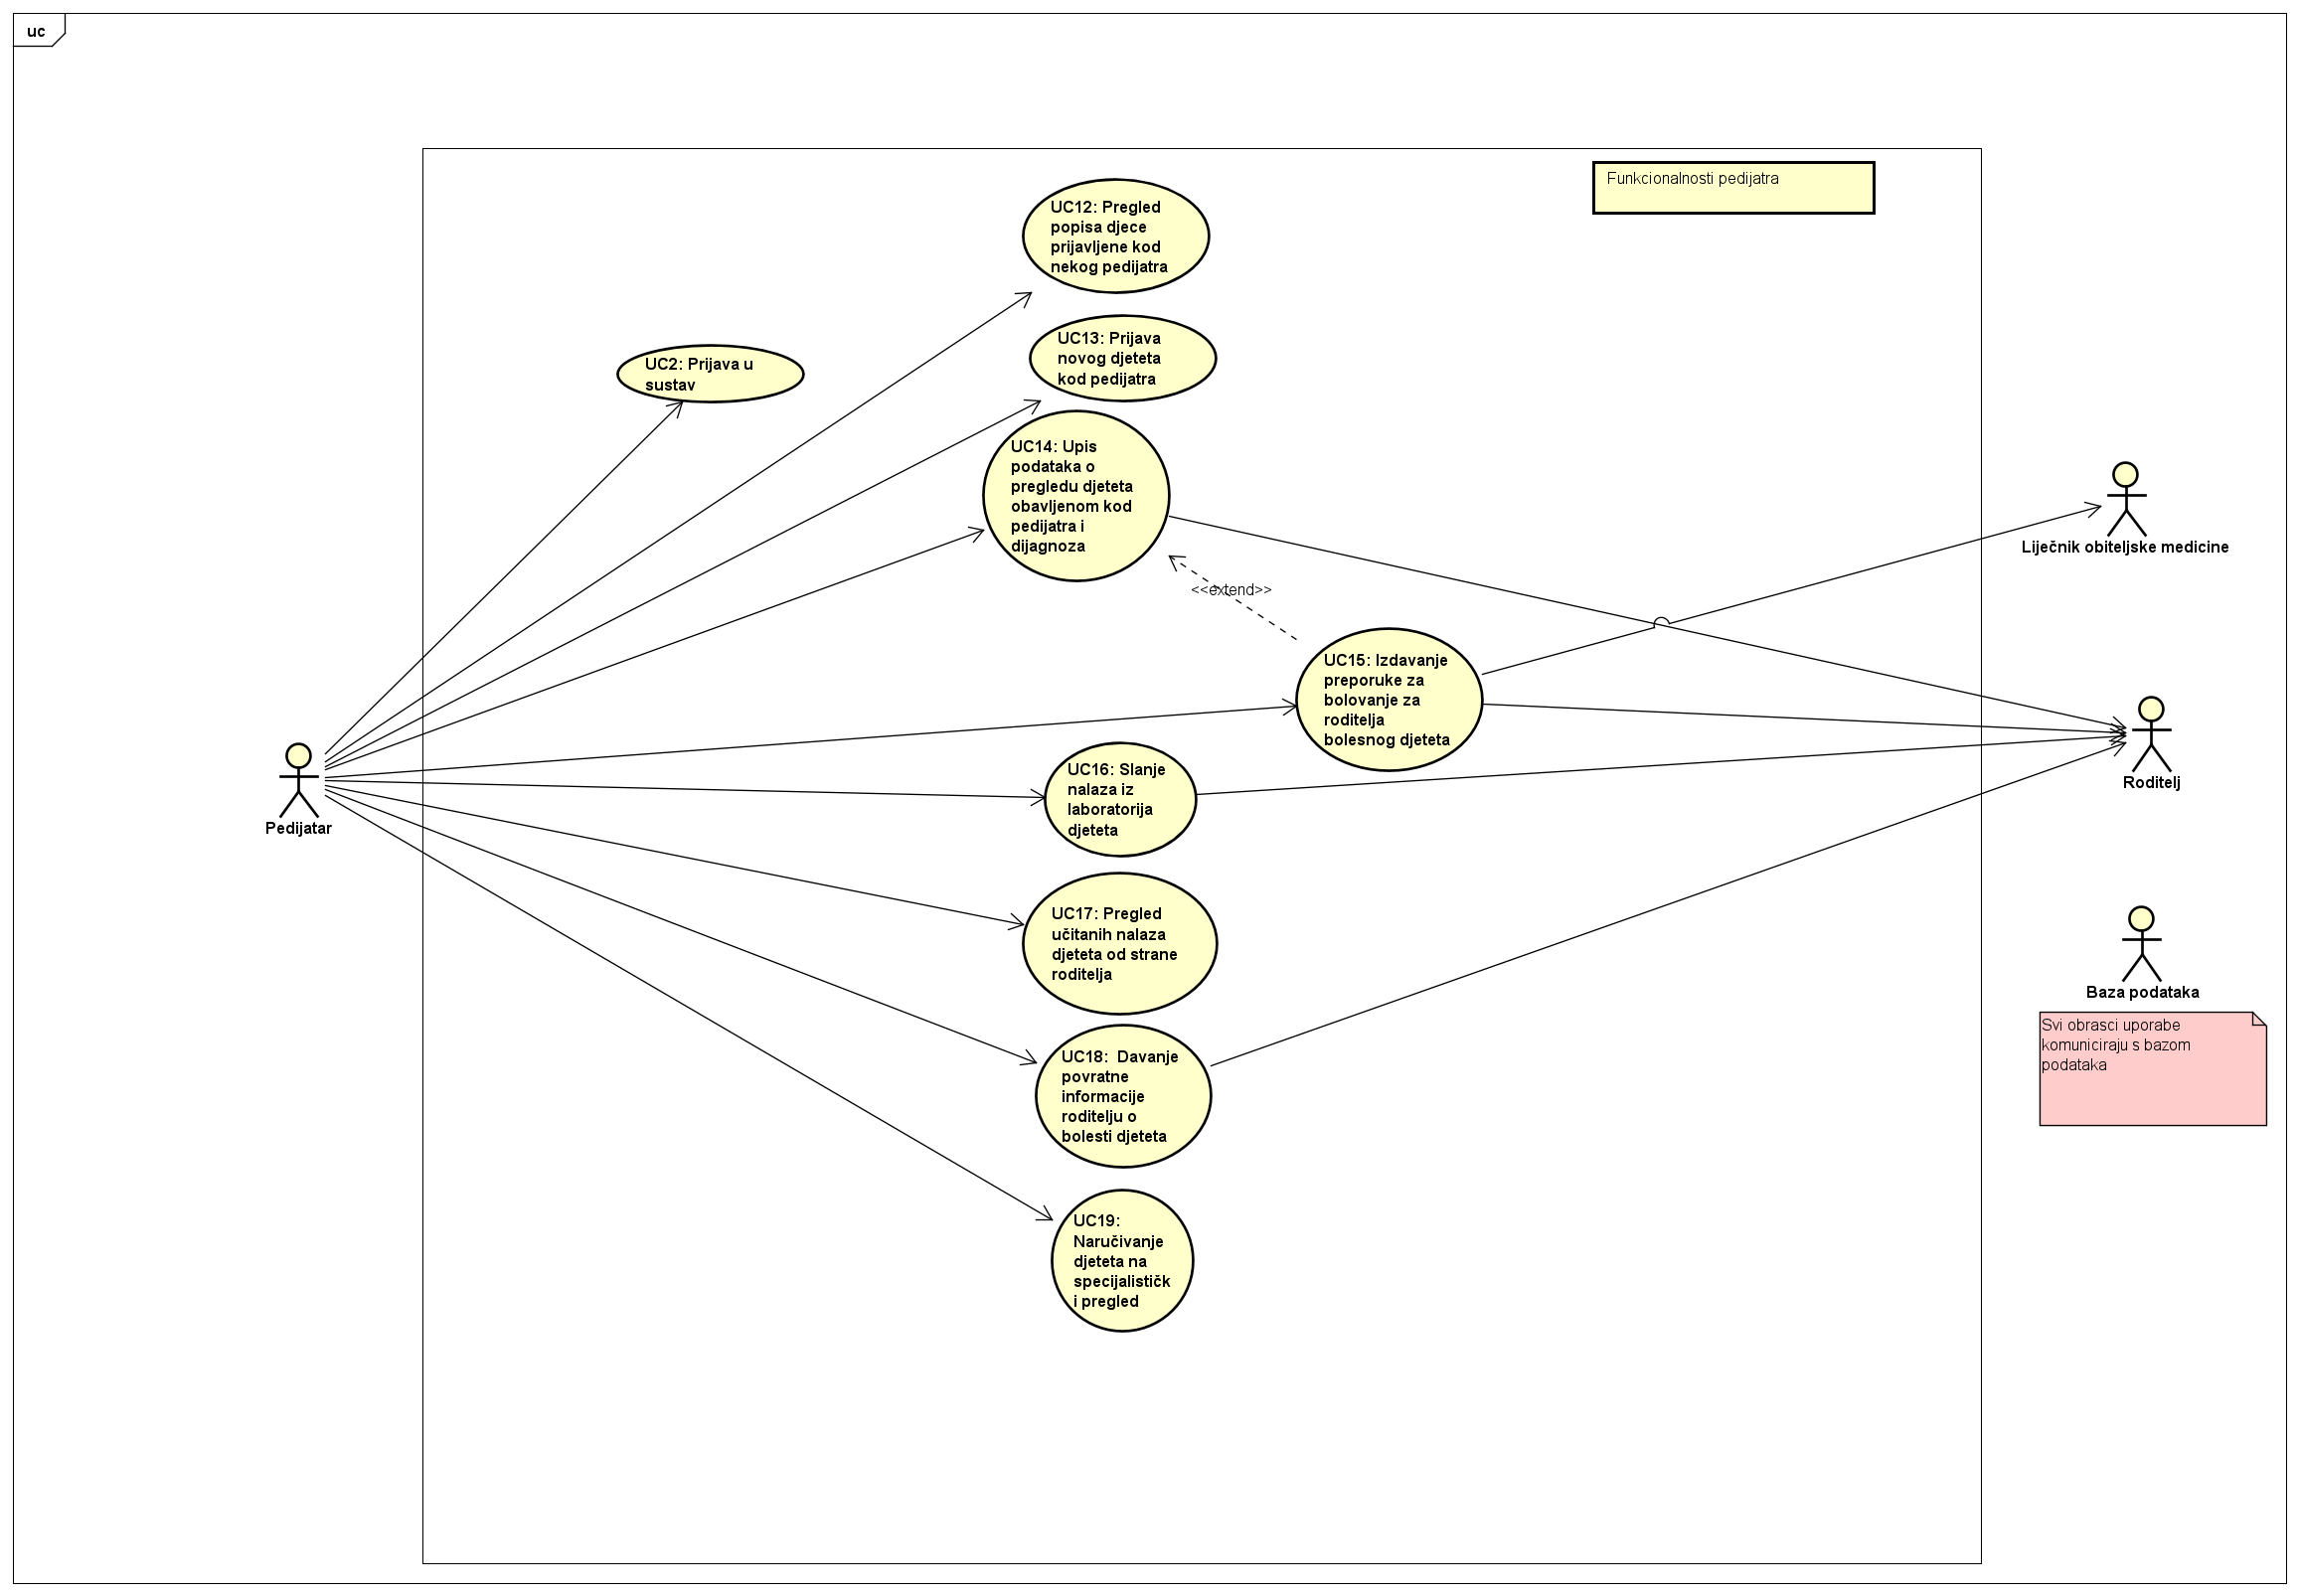 uc
Funkcionalnosti pedijatra
UC12: Pregled
popisa djece
prijavljene kod
nekog pedijatra
UC13: Prijava
novog djeteta
kod pedijatra
UC2: Prijava u
sustav
UC14: Upis
podataka o
pregledu djeteta
obavljenom kod
pedijatra i
dijagnoza
Liječnik obiteljske medicine
<<extend>>
UC15: Izdavanje
preporuke za
bolovanje za
roditelja
bolesnog djeteta
Roditelj
UC16: Slanje
nalaza iz
laboratorija
djeteta
Pedijatar
UC17: Pregled
učitanih nalaza
djeteta od strane
roditelja
Baza podataka
Svi obrasci uporabe
komuniciraju s bazom
podataka
UC18:  Davanje
povratne
informacije
roditelju o
bolesti djeteta
UC19:
Naručivanje
djeteta na
specijalističk
i pregled